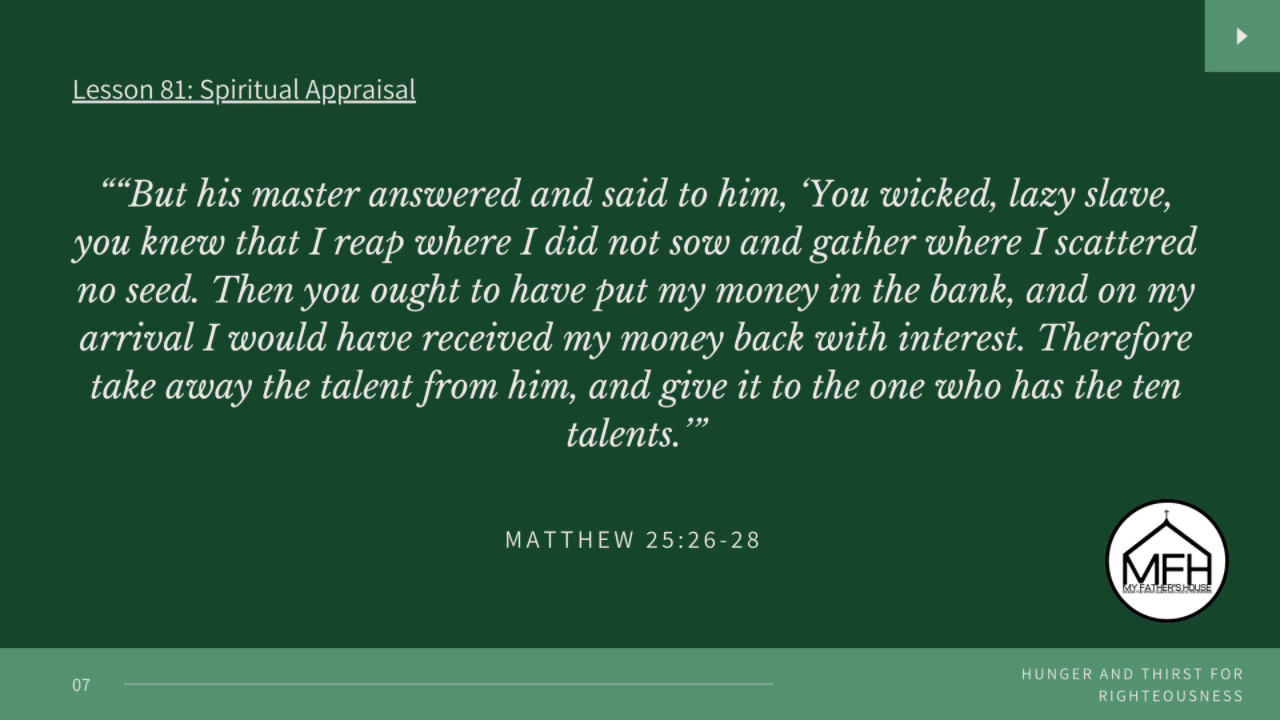 Lesson 81: Spiritual Appraisal
““But his master answered and said to him, ‘You wicked, lazy slave,
you knew that I reap where I did not sow and gather where I scattered
no seed. Then you ought to have put my money in the bank, and on my
arrival I would have received my money back with interest. Therefore
take away the talent from him, and give it to the one who has the ten
talents.’”
MATTHEW 25:26-28
MFH
MY FATHER'S HOUSE
07
HUNGER AND THIRST FOR
RIGHTEOUSNESS